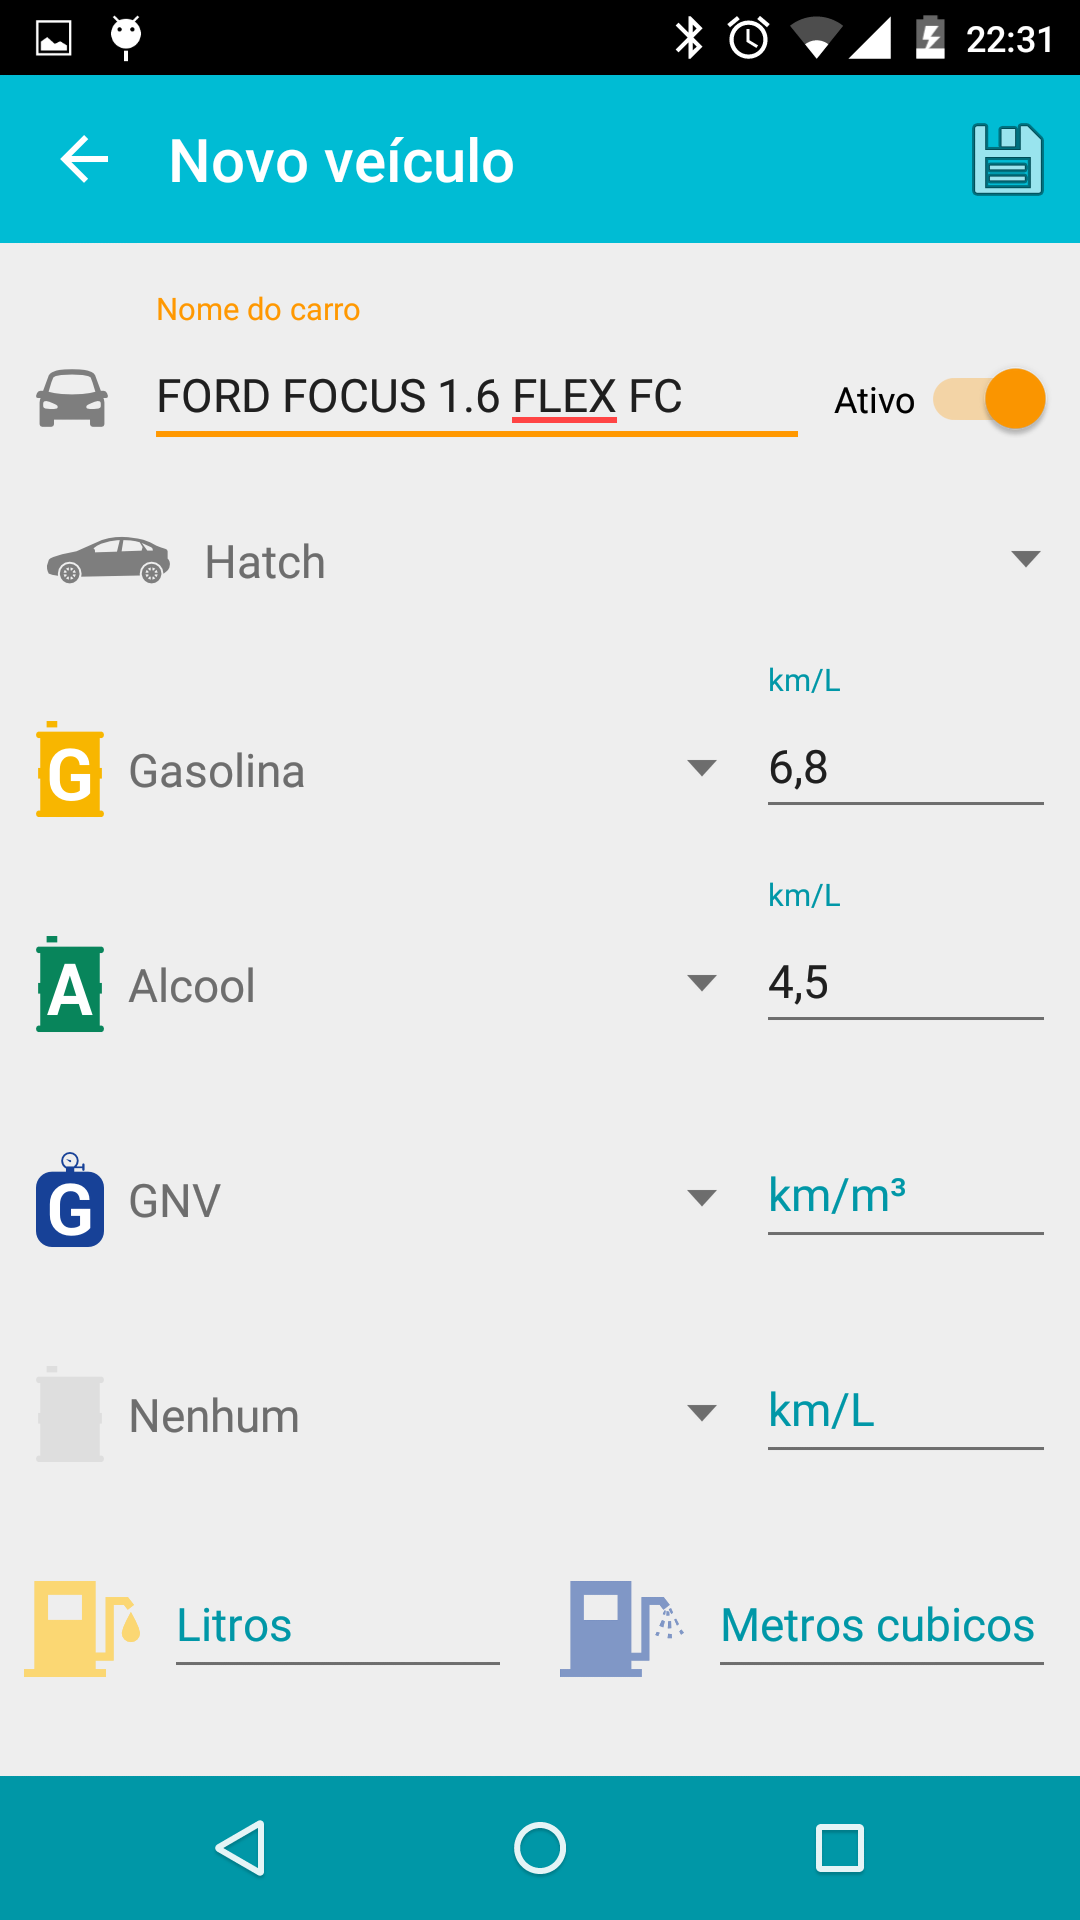 22:31
Novo veículo
Nome do carro
FORD FOCUS 1.6 FLEX FC
Ativo
Hatch
km/L
G Gasolina 6,8
km/L
A Alcool 4,5
G GNV km/m³
Nenhum km/L
Litros Metros cubicos